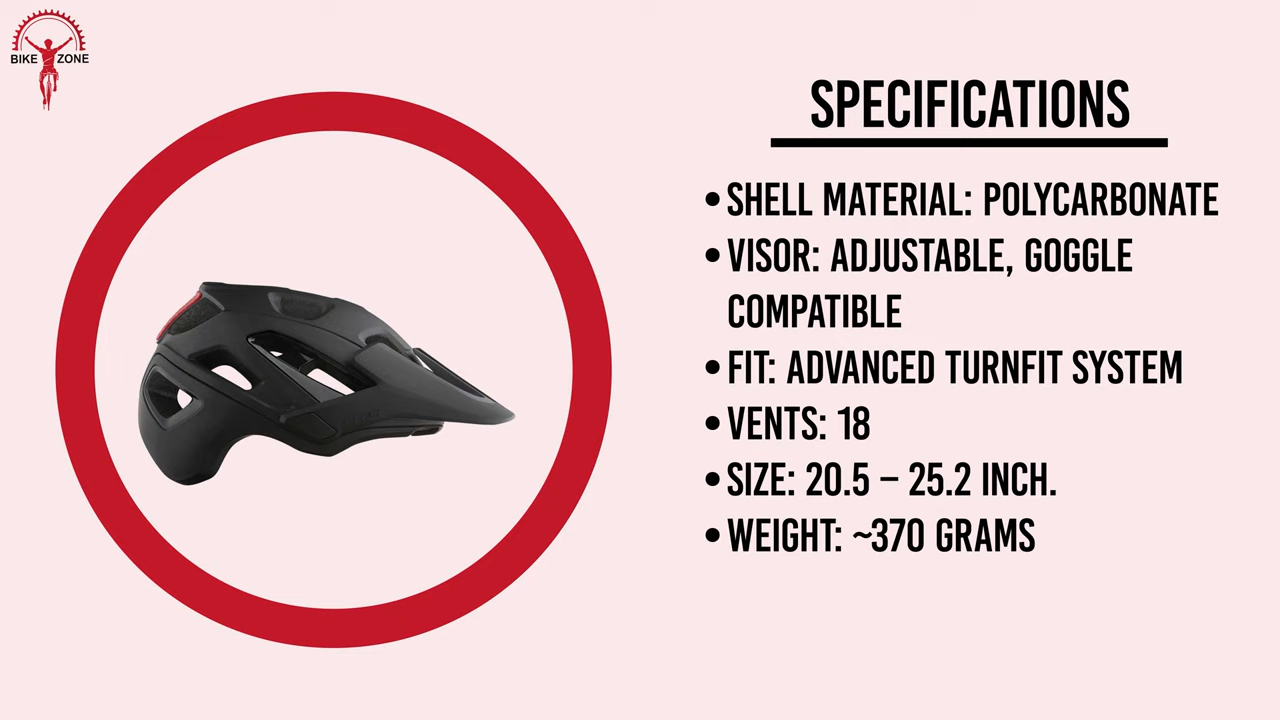 BIKE ZONE
SPECIFICATIONS
•SHELL MATERIAL: POLYCARBONATE
•VISOR: ADJUSTABLE, GOGGLE
COMPATIBLE
•FIT: ADVANCED TURNFIT SYSTEM
•VENTS: 18
•SIZE: 20.5 – 25.2 INCH.
•WEIGHT: ~370 GRAMS